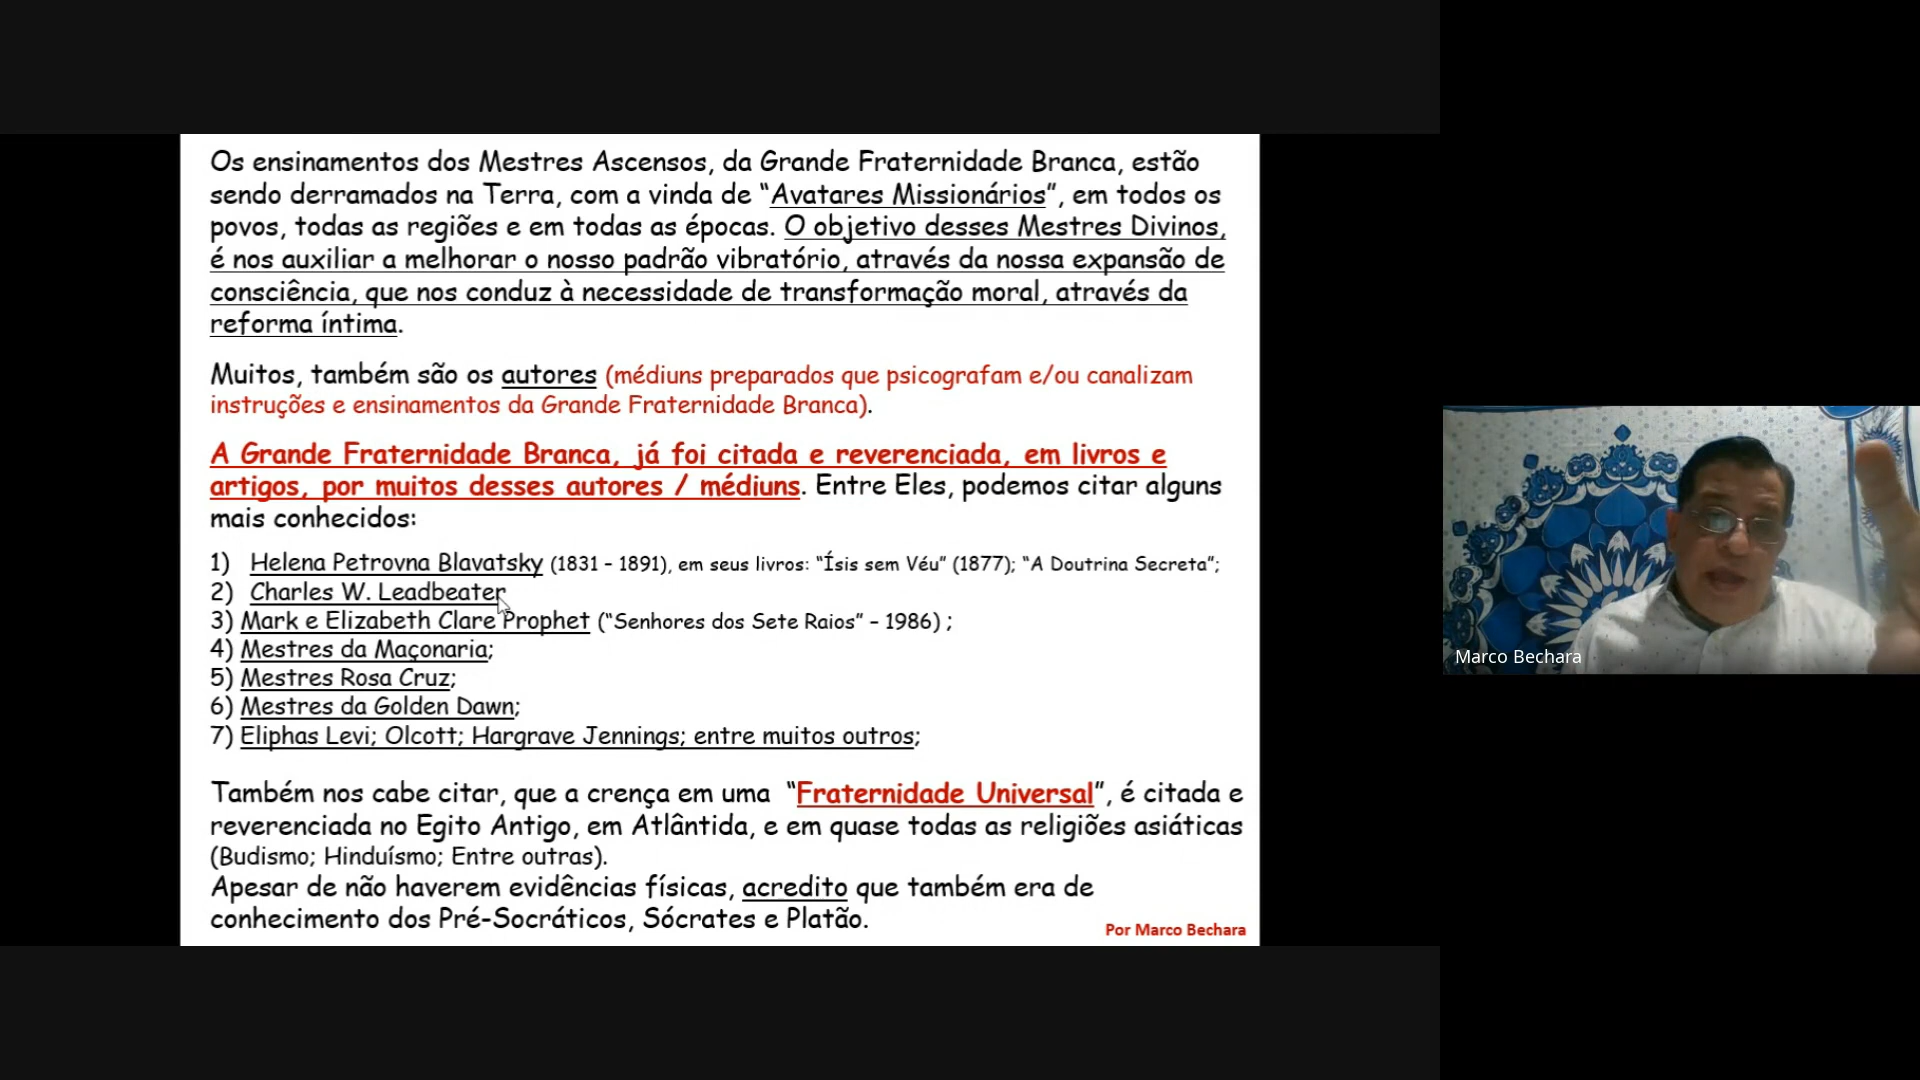 Os ensinamentos dos Mestres Ascensos, da Grande Fraternidade Branca, estão
sendo derramados na Terra, com a vinda de “Avatares Missionários”, em todos os
povos, todas as regiões e em todas as épocas. O objetivo desses Mestres Divinos,
é nos auxiliar a melhorar o nosso padrão vibratório, através da nossa expansão de
consciência, que nos conduz à necessidade de transformação moral, através da
reforma íntima.
Muitos, também são os autores (médiuns preparados que psicografam e/ou canalizam
instruções e ensinamentos da Grande Fraternidade Branca).
A Grande Fraternidade Branca, já foi citada e reverenciada, em livros e
artigos, por muitos desses autores / médiuns. Entre Eles, podemos citar alguns
mais conhecidos:
1) Helena Petrovna Blavatsky (1831 – 1891), em seus livros: “Ísis sem Véu” (1877); “A Doutrina Secreta”;
2) Charles W. Leadbeater
3) Mark e Elizabeth Clare Prophet (“Senhores dos Sete Raios” – 1986) ;
4) Mestres da Maçonaria;
5) Mestres Rosa Cruz;
6) Mestres da Golden Dawn;
7) Eliphas Levi; Olcott; Hargrave Jennings; entre muitos outros;
Também nos cabe citar, que a crença em uma “Fraternidade Universal”, é citada e
reverenciada no Egito Antigo, em Atlântida, e em quase todas as religiões asiáticas
(Budismo; Hinduísmo; Entre outras).
Apesar de não haverem evidências físicas, acredito que também era de
conhecimento dos Pré-Socráticos, Sócrates e Platão.
Por Marco Bechara
Marco Bechara